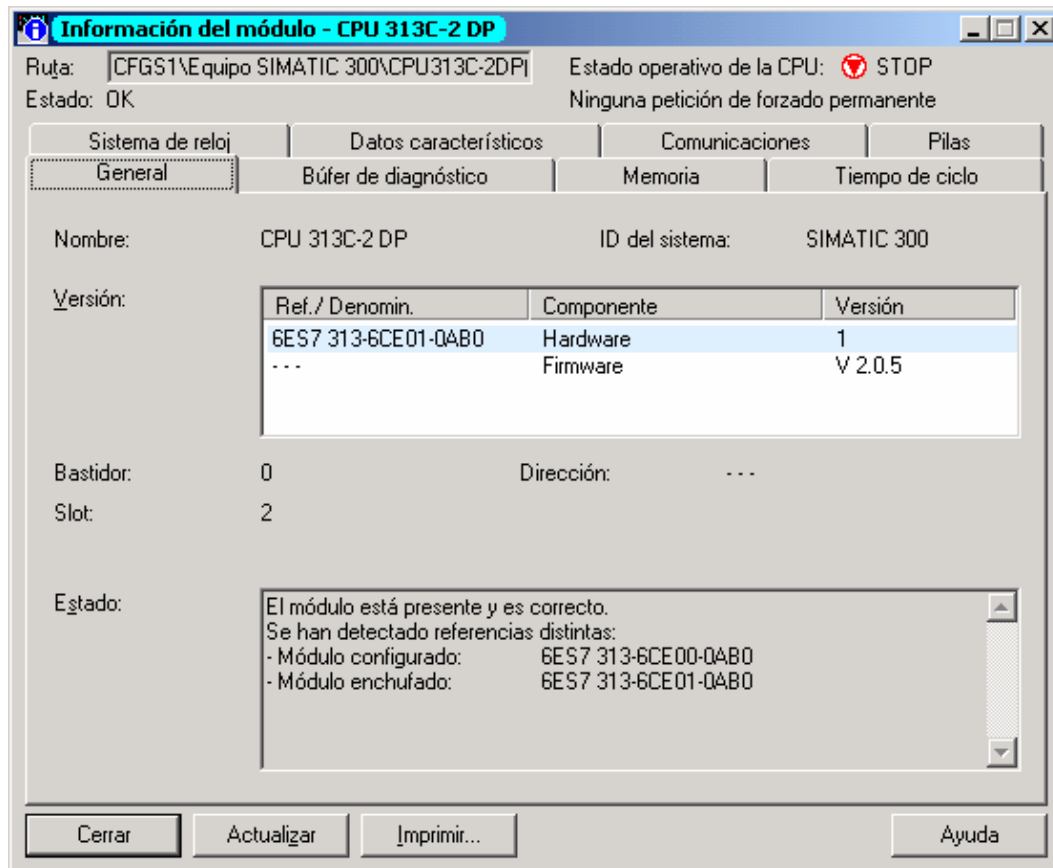 Información del módulo - CPU 313C-2 DP
Ruta: CFGS1\Equipo SIMATIC 300\CPU313C-2DP( Estado operativo de la CPU: STOP
Estado: OK Ninguna petición de forzado permanente
Sistema de reloj Datos característicos Comunicaciones Pilas
General Búfer de diagnóstico Memoria Tiempo de ciclo
Nombre: CPU 313C-2 DP ID del sistema: SIMATIC 300
Versión: Ref./ Denomin. Componente Versión
6ES7 313-6CE01-0AB0 Hardware 1
- - - Firmware V 2.0.5
Bastidor: 0 Dirección: - - -
Slot: 2
Estado: El módulo está presente y es correcto.
Se han detectado referencias distintas:
- Módulo configurado: 6ES7 313-6CE00-0AB0
- Módulo enchufado: 6ES7 313-6CE01-0AB0
Cerrar Actualizar Imprimir... Ayuda